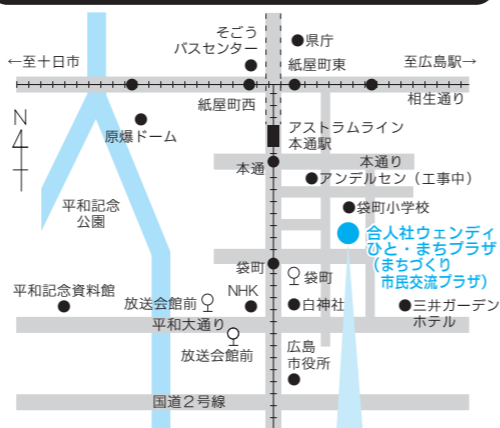 そごう
バスセンター
県庁
←至十日市
紙屋町東
至広島駅→
紙屋町西
相生通り
N
原爆ドーム
アストラムライン
本通駅
本通
本通り
アンデルセン（工事中）
平和記念
公園
袋町小学校
合人社ウェンディ
ひと・まちプラザ
（まちづくり
市民交流プラザ）
袋町
袋町
平和記念資料館
放送会館前
NHK
白神社
三井ガーデン
ホテル
平和大通り
放送会館前
広島
市役所
国道２号線